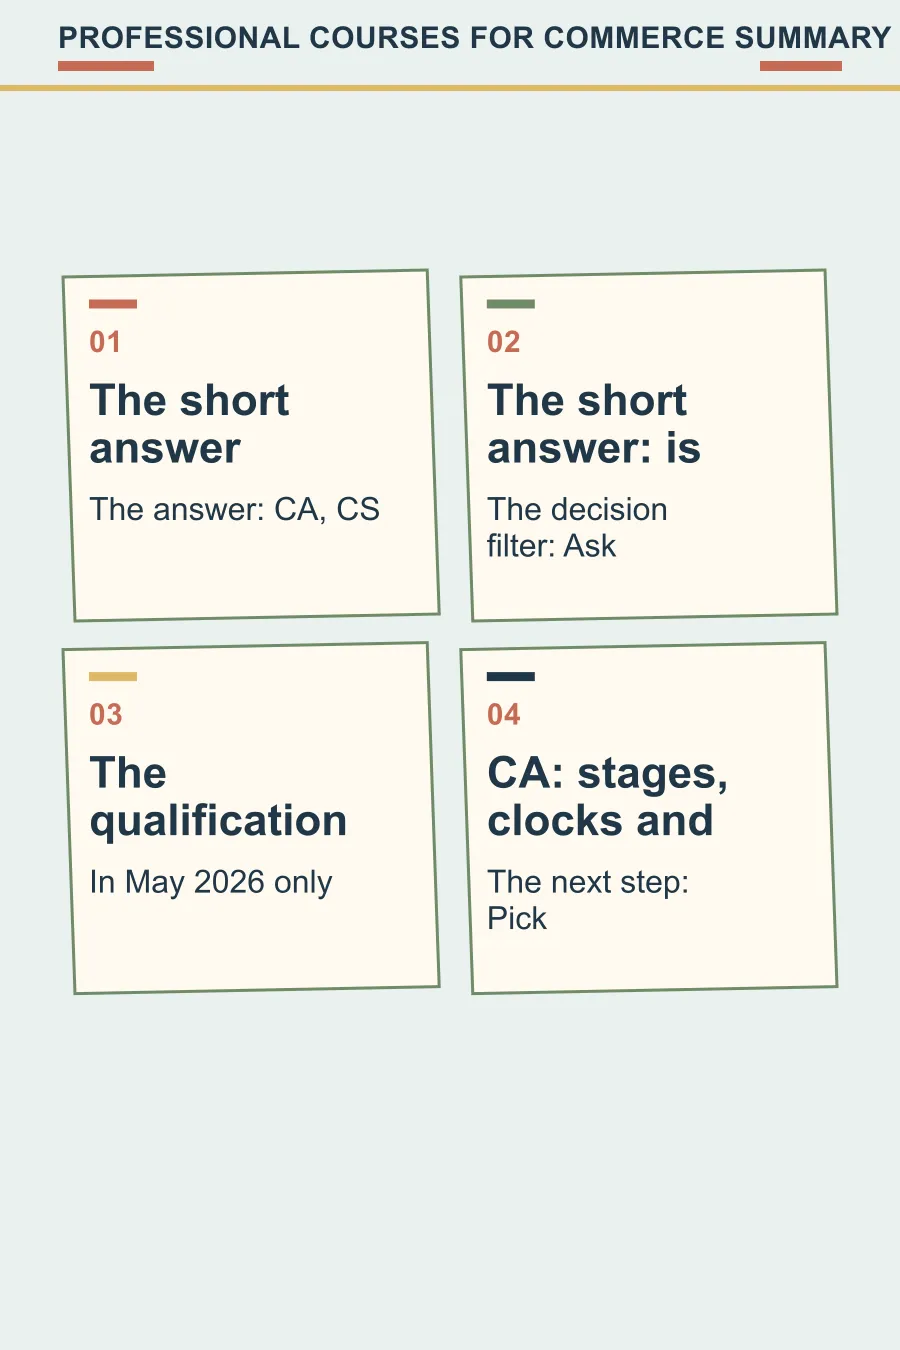 PROFESSIONAL COURSES FOR COMMERCE SUMMARY
01
The short
answer
The answer: CA, CS
02
The short
answer: is
The decision
filter: Ask
03
The
qualification
In May 2026 only
04
CA: stages,
clocks and
The next step:
Pick